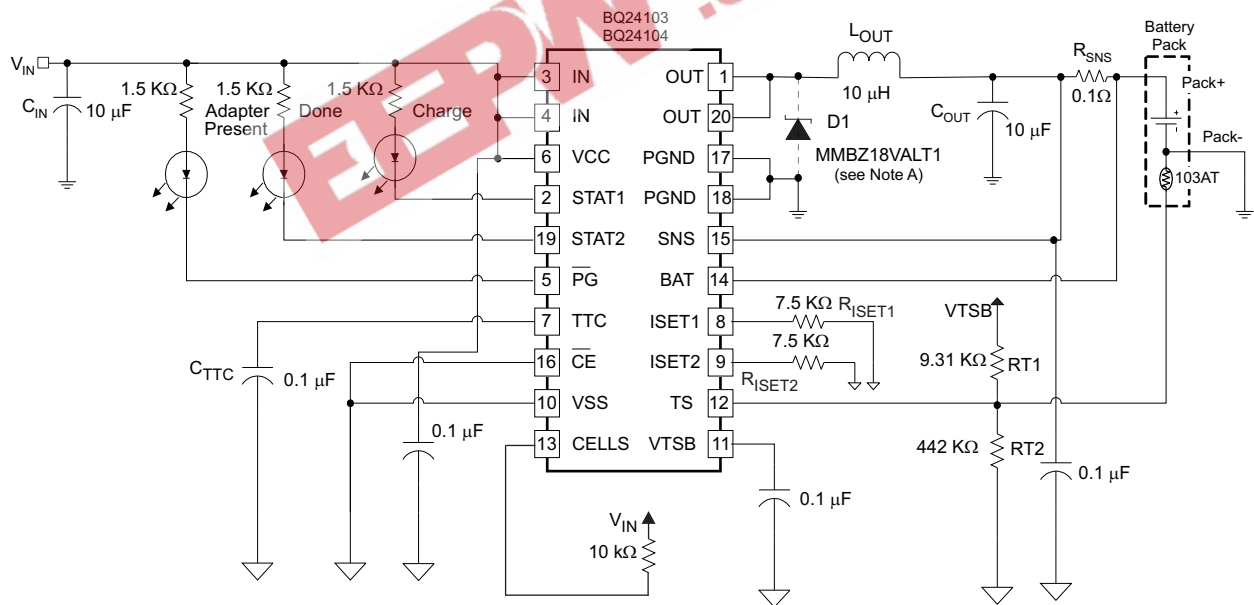 BQ24103
BQ24104
VIN
CIN
10 μF
1.5 KΩ
Adapter
Present
1.5 KΩ
Done
1.5 KΩ
Charge
3 IN
4 IN
6 VCC
2 STAT1
19 STAT2
5 PG
7 TTC
16 CE
10 VSS
13 CELLS
OUT 1
OUT 20
PGND 17
PGND 18
SNS 15
BAT 14
ISET1 8
ISET2 9
TS 12
VTSB 11
LOUT
10 μH
D1
MMBZ18VALT1
(see Note A)
COUT
10 μF
RSNS
0.1Ω
Battery
Pack
Pack+
+
Pack-
103AT
7.5 KΩ RISET1
7.5 KΩ
RISET2
VTSB
9.31 KΩ RT1
442 KΩ RT2
0.1 μF
0.1 μF
CTTC
0.1 μF
0.1 μF
VIN
10 kΩ
EEPW